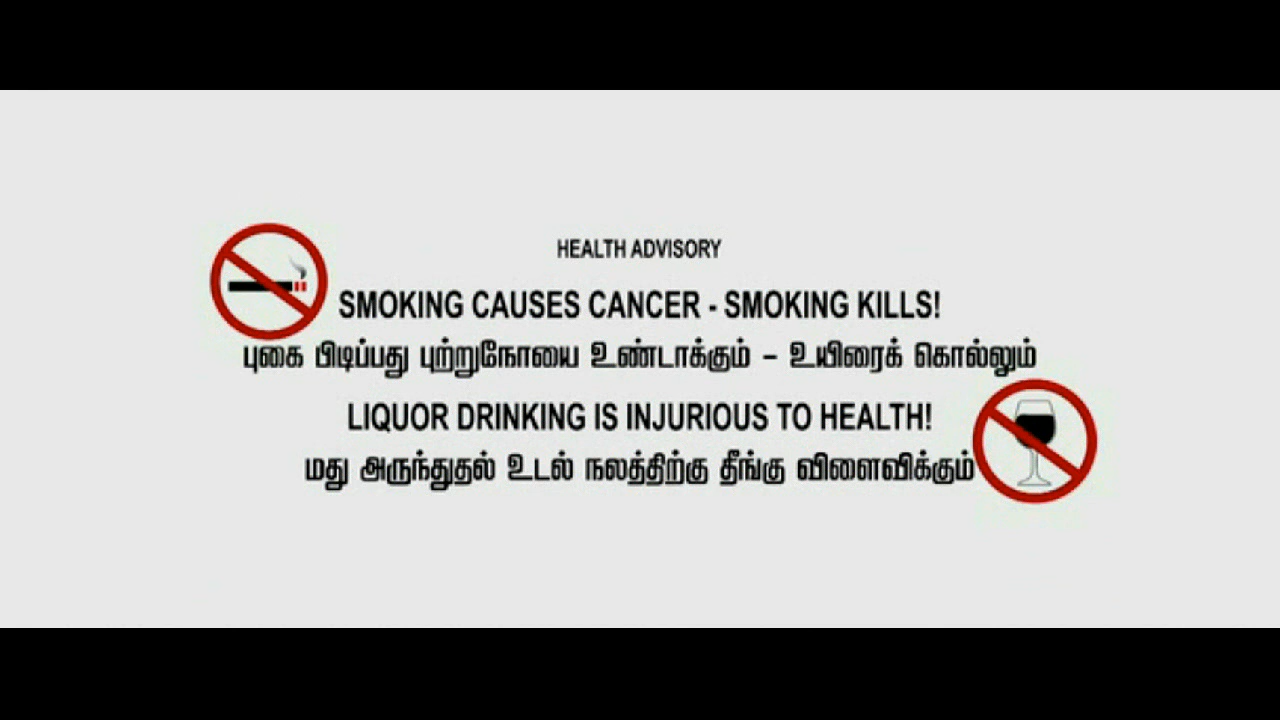 HEALTH ADVISORY
SMOKING CAUSES CANCER - SMOKING KILLS!
புகை பிடிப்பது புற்றுநோயை உண்டாக்கும் – உயிரைக் கொல்லும்
LIQUOR DRINKING IS INJURIOUS TO HEALTH!
மது அருந்துதல் உடல் நலத்திற்கு தீங்கு விளைவிக்கும்